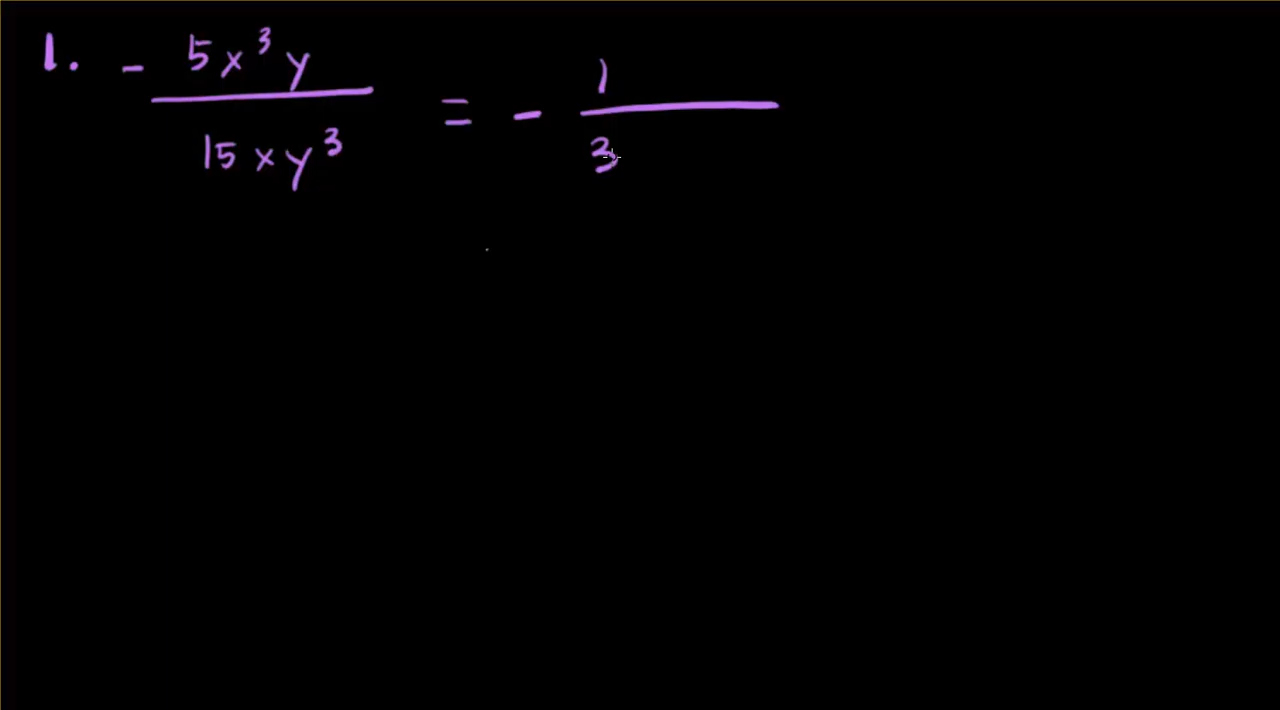 1. - 5x³y / 15xy³ = - 1 / 3